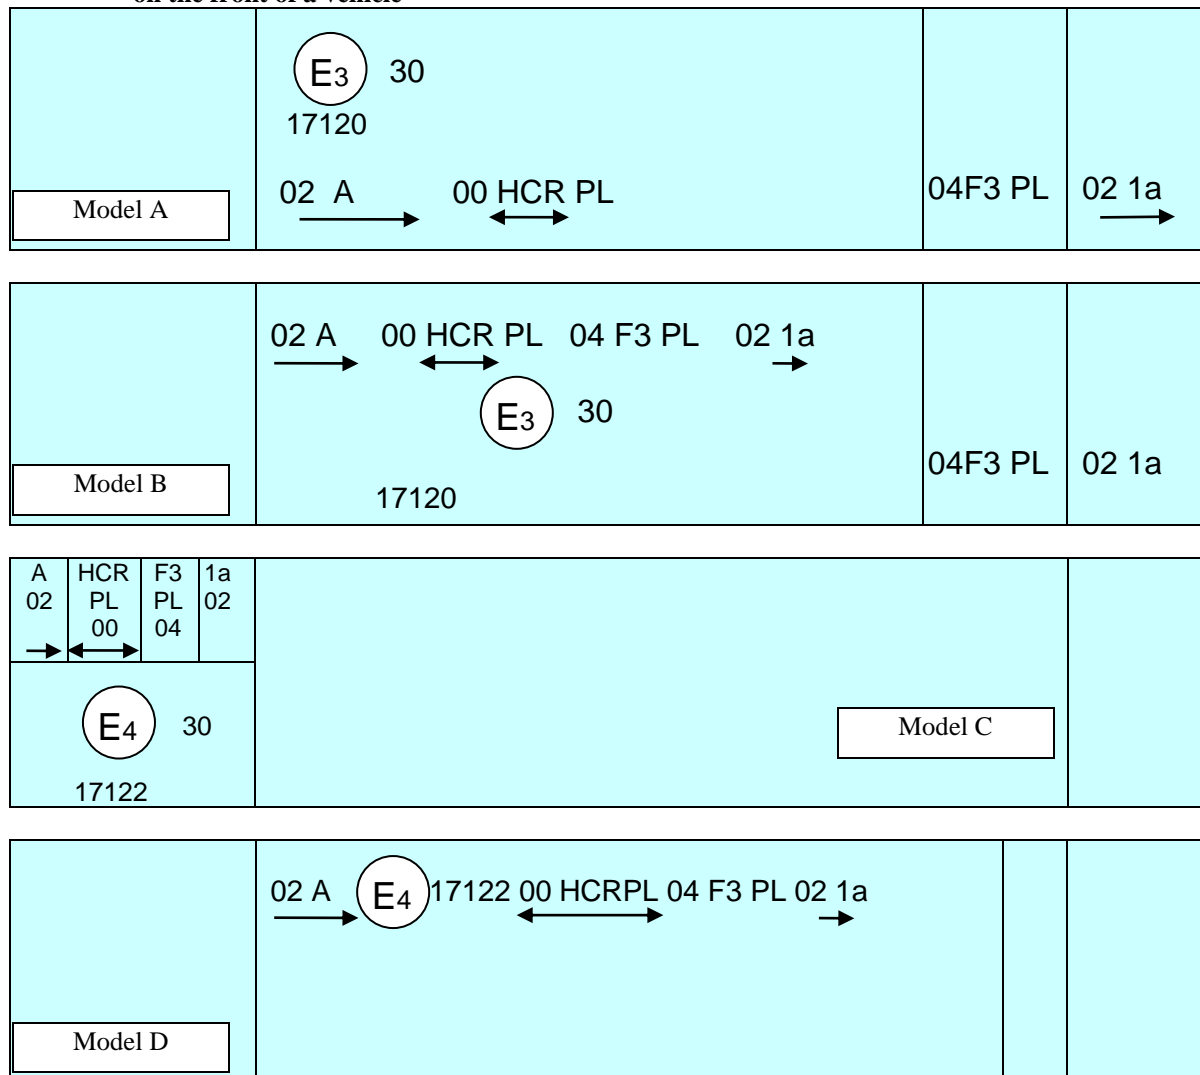 on the front of a vehicle
E3 30
17120
02 A 00 HCR PL 04F3 PL 02 1a
Model A
02 A 00 HCR PL 04 F3 PL 02 1a
E3 30
04F3 PL 02 1a
Model B
17120
A HCR F3 1a
02 PL PL 02
00 04
E4 30
Model C
17122
02 A E4 17122 00 HCRPL 04 F3 PL 02 1a
Model D